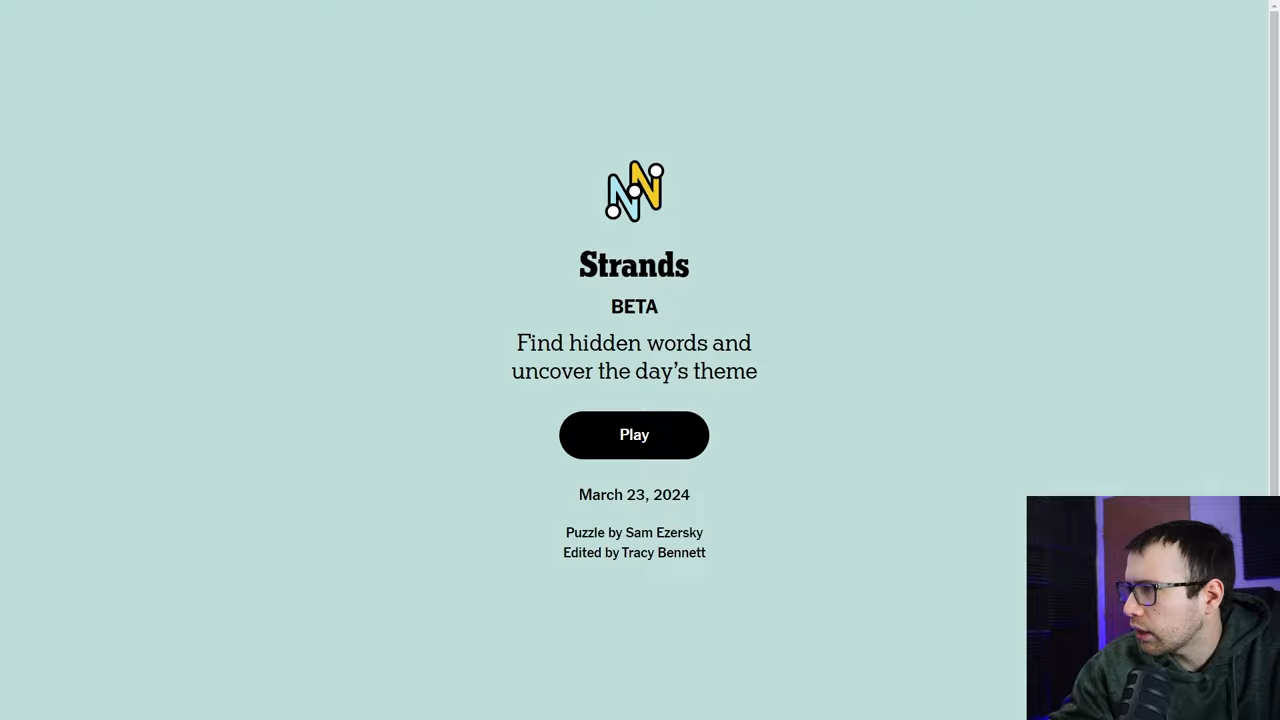 Strands
BETA
Find hidden words and
uncover the day's theme
Play
March 23, 2024
Puzzle by Sam Ezersky
Edited by Tracy Bennett